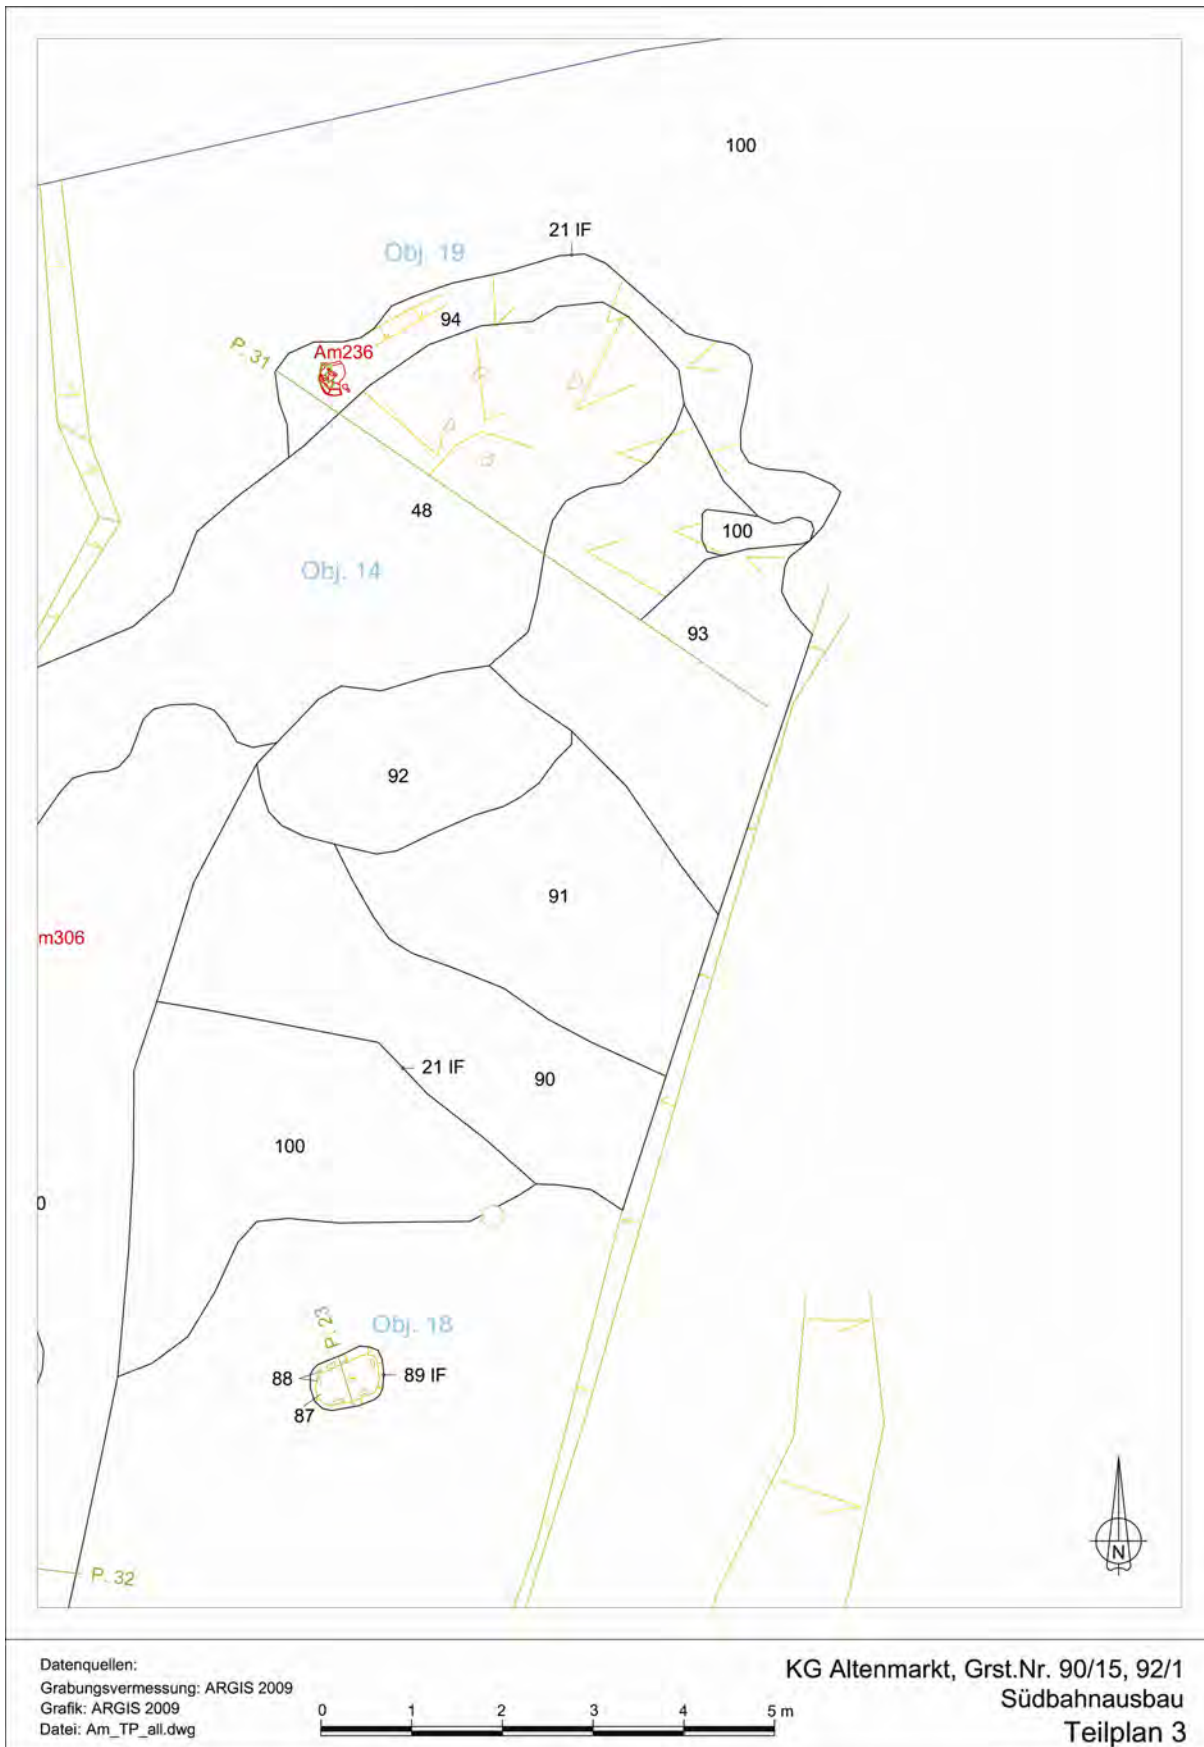 100
21 IF
Obj. 19
94
P. 31
Am236
48
100
Obj. 14
93
92
91
m306
21 IF
90
100
0
P. 23
Obj. 18
88
89 IF
87
N
P. 32
Datenquellen:
Grabungsvermessung: ARGIS 2009
Grafik: ARGIS 2009
Datei: Am_TP_all.dwg
0 1 2 3 4 5 m
KG Altenmarkt, Grst.Nr. 90/15, 92/1
Südbahnausbau
Teilplan 3